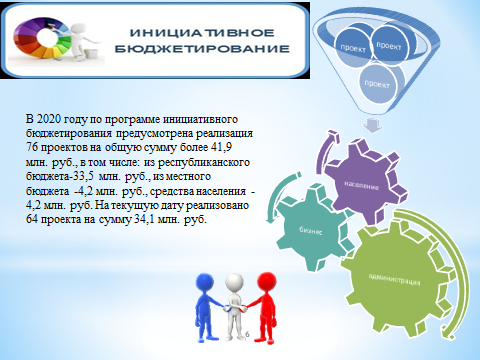 ИНИЦИАТИВНОЕ
БЮДЖЕТИРОВАНИЕ
проект
проект
проект
В 2020 году по программе инициативного
бюджетирования предусмотрена реализация
76 проектов на общую сумму более 41,9
млн. руб., в том числе: из республиканского
бюджета-33,5 млн. руб., из местного
бюджета -4,2 млн. руб., средства населения -
4,2 млн. руб. На текущую дату реализовано
64 проекта на сумму 34,1 млн. руб.
население
бизнес
администрация
6